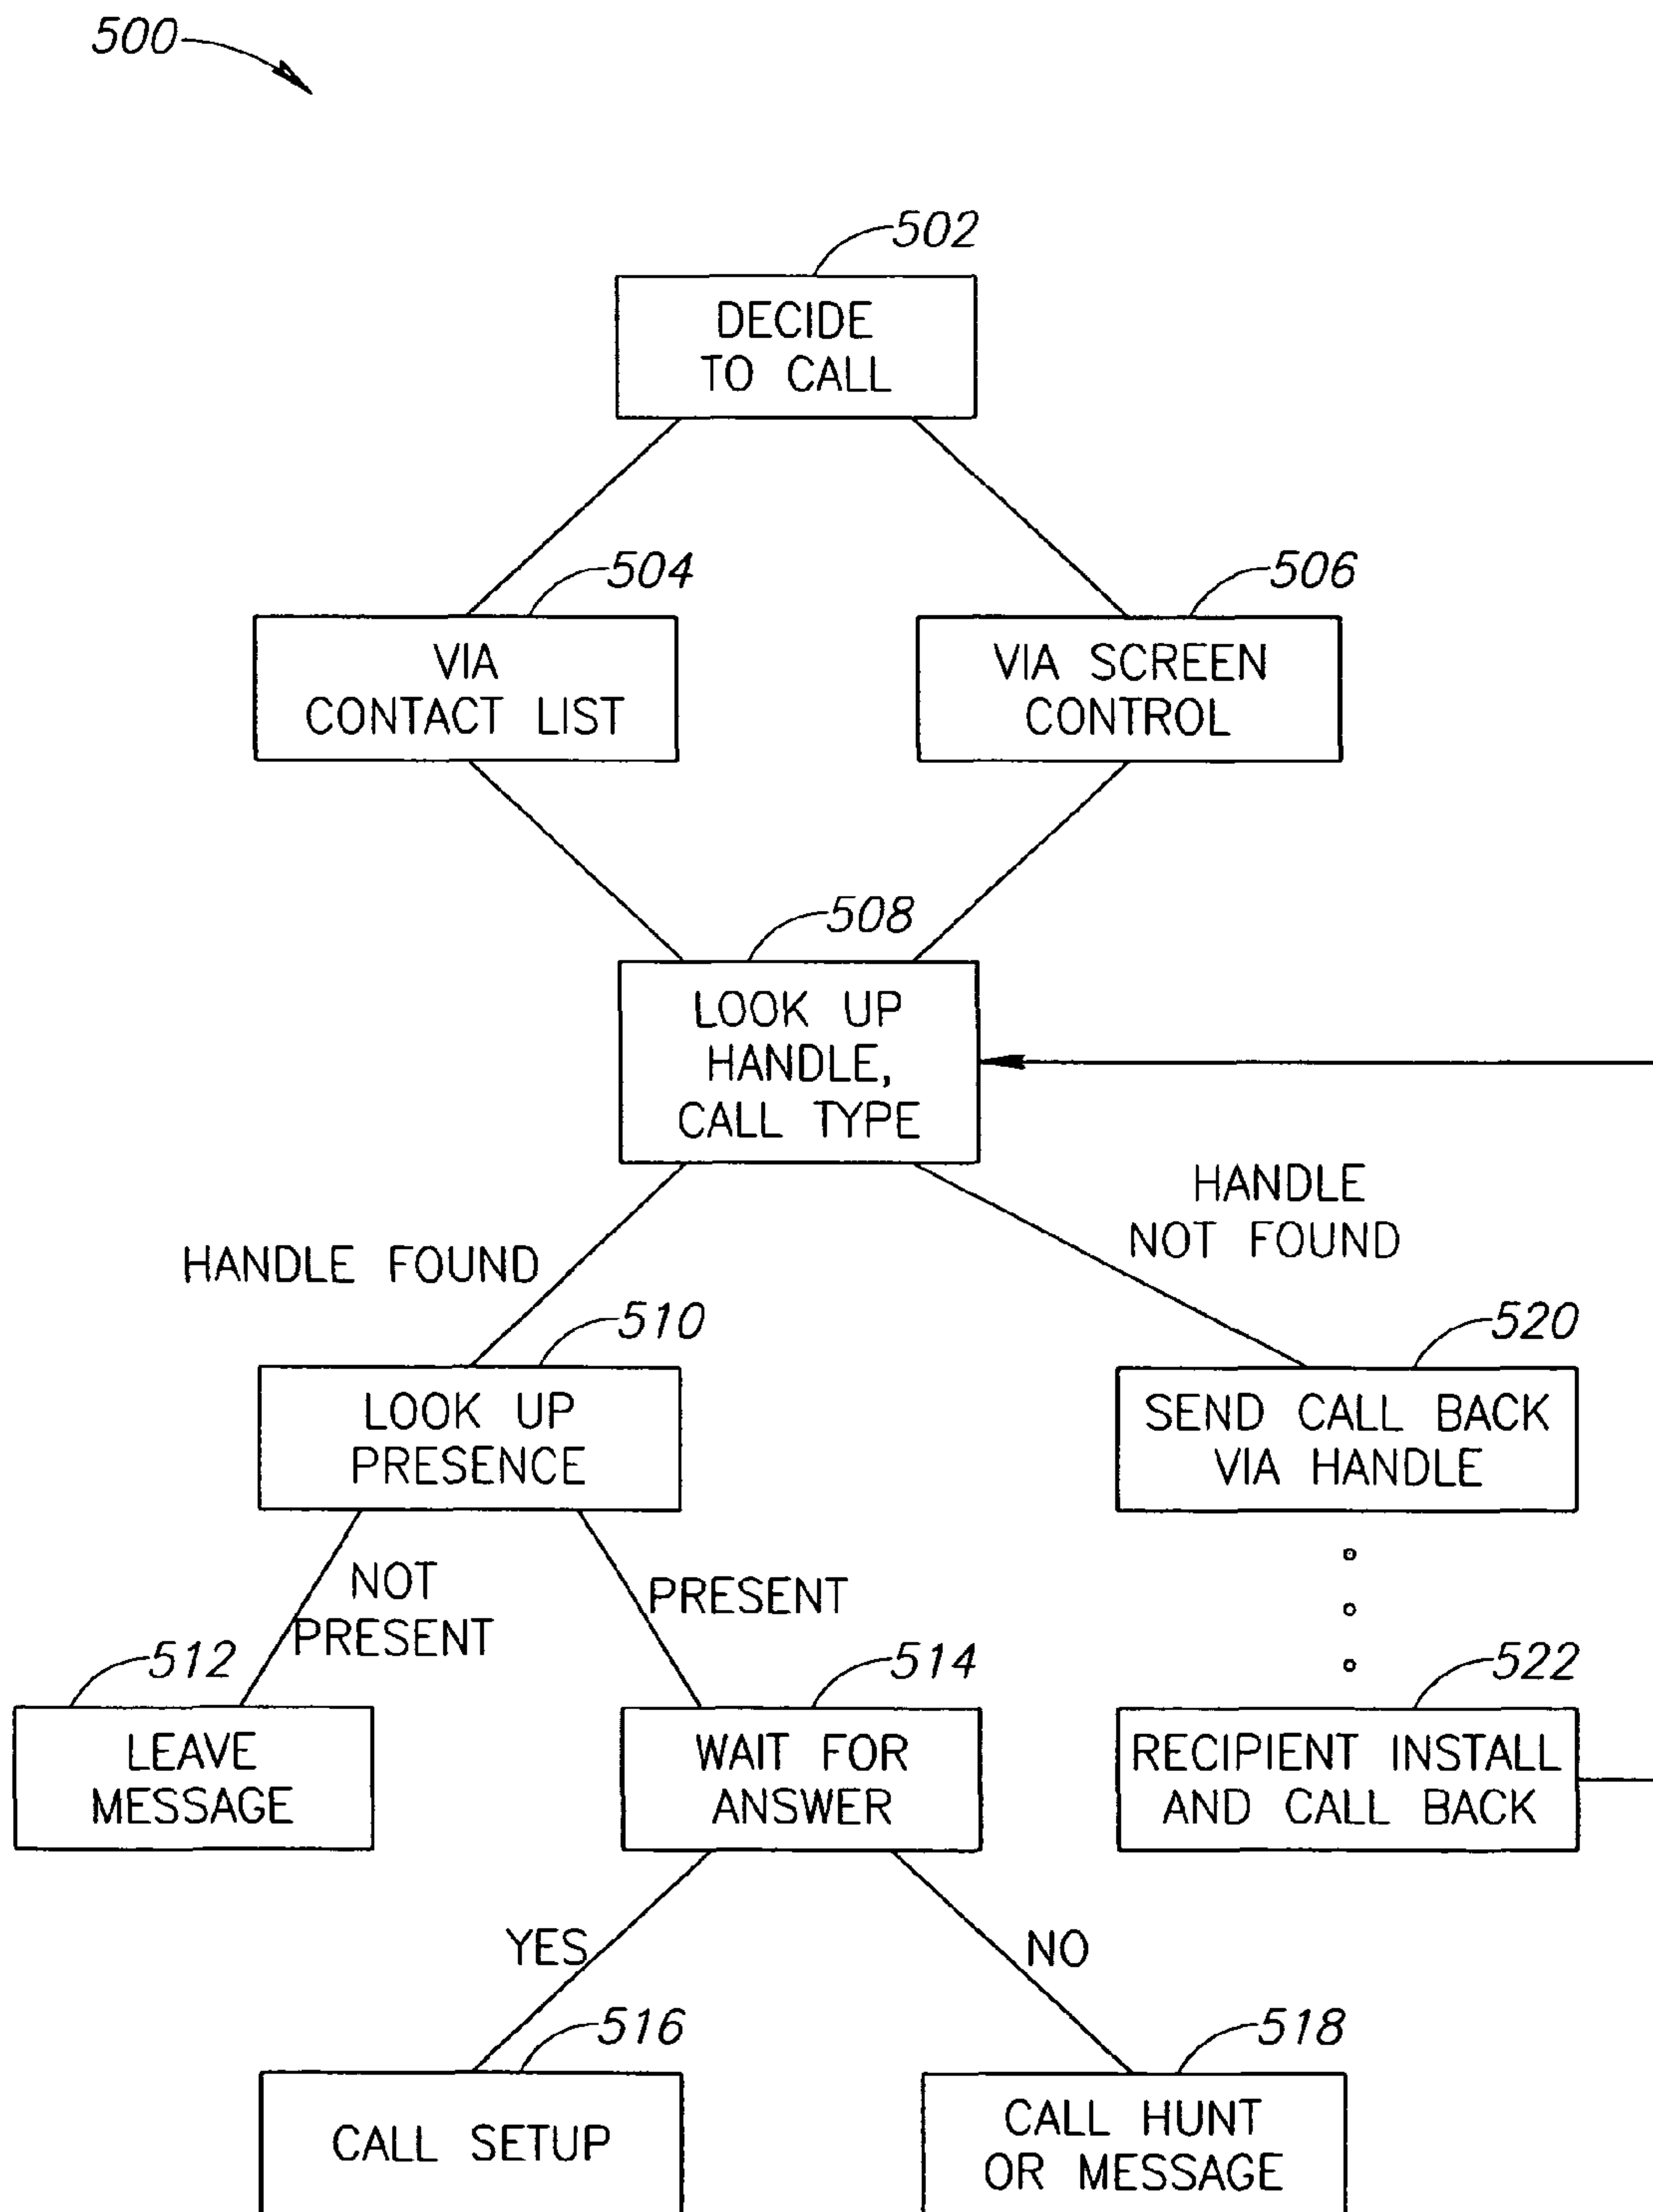 500
502
DECIDE
TO CALL
504
VIA
CONTACT LIST
506
VIA SCREEN
CONTROL
508
LOOK UP
HANDLE,
CALL TYPE
HANDLE FOUND
HANDLE
NOT FOUND
510
LOOK UP
PRESENCE
520
SEND CALL BACK
VIA HANDLE
NOT
PRESENT
PRESENT
512
LEAVE
MESSAGE
514
WAIT FOR
ANSWER
522
RECIPIENT INSTALL
AND CALL BACK
YES
NO
516
CALL SETUP
518
CALL HUNT
OR MESSAGE